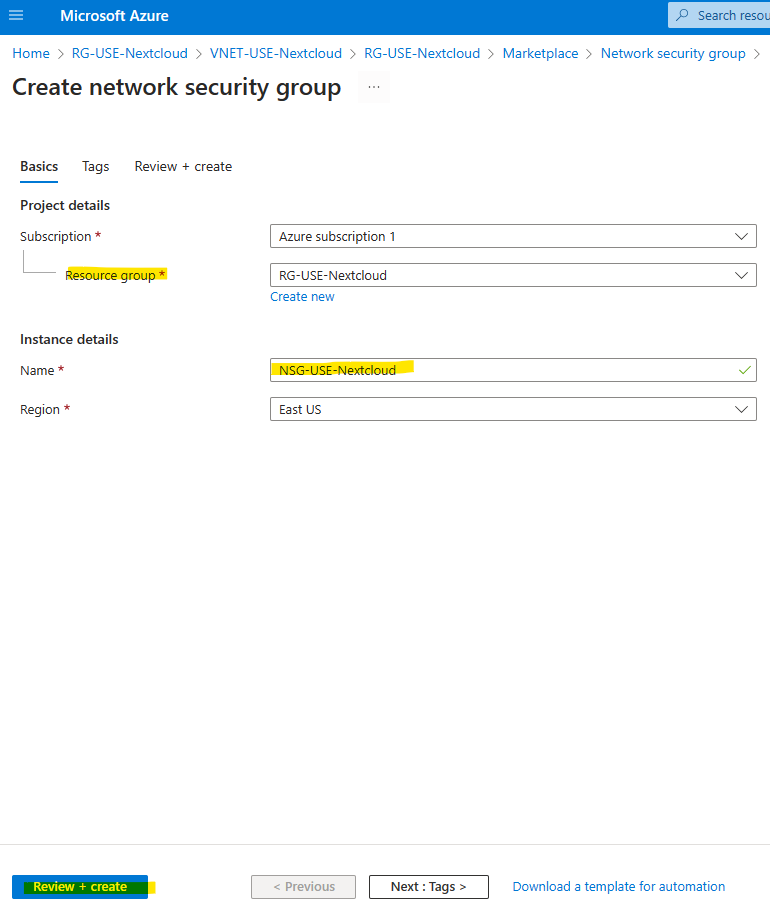 Microsoft Azure
Search resou
Home > RG-USE-Nextcloud > VNET-USE-Nextcloud > RG-USE-Nextcloud > Marketplace > Network security group >
Create network security group ...
Basics Tags Review + create
Project details
Subscription * Azure subscription 1
Resource group * RG-USE-Nextcloud
Create new
Instance details
Name * NSG-USE-Nextcloud
Region * East US
Review + create < Previous Next : Tags > Download a template for automation